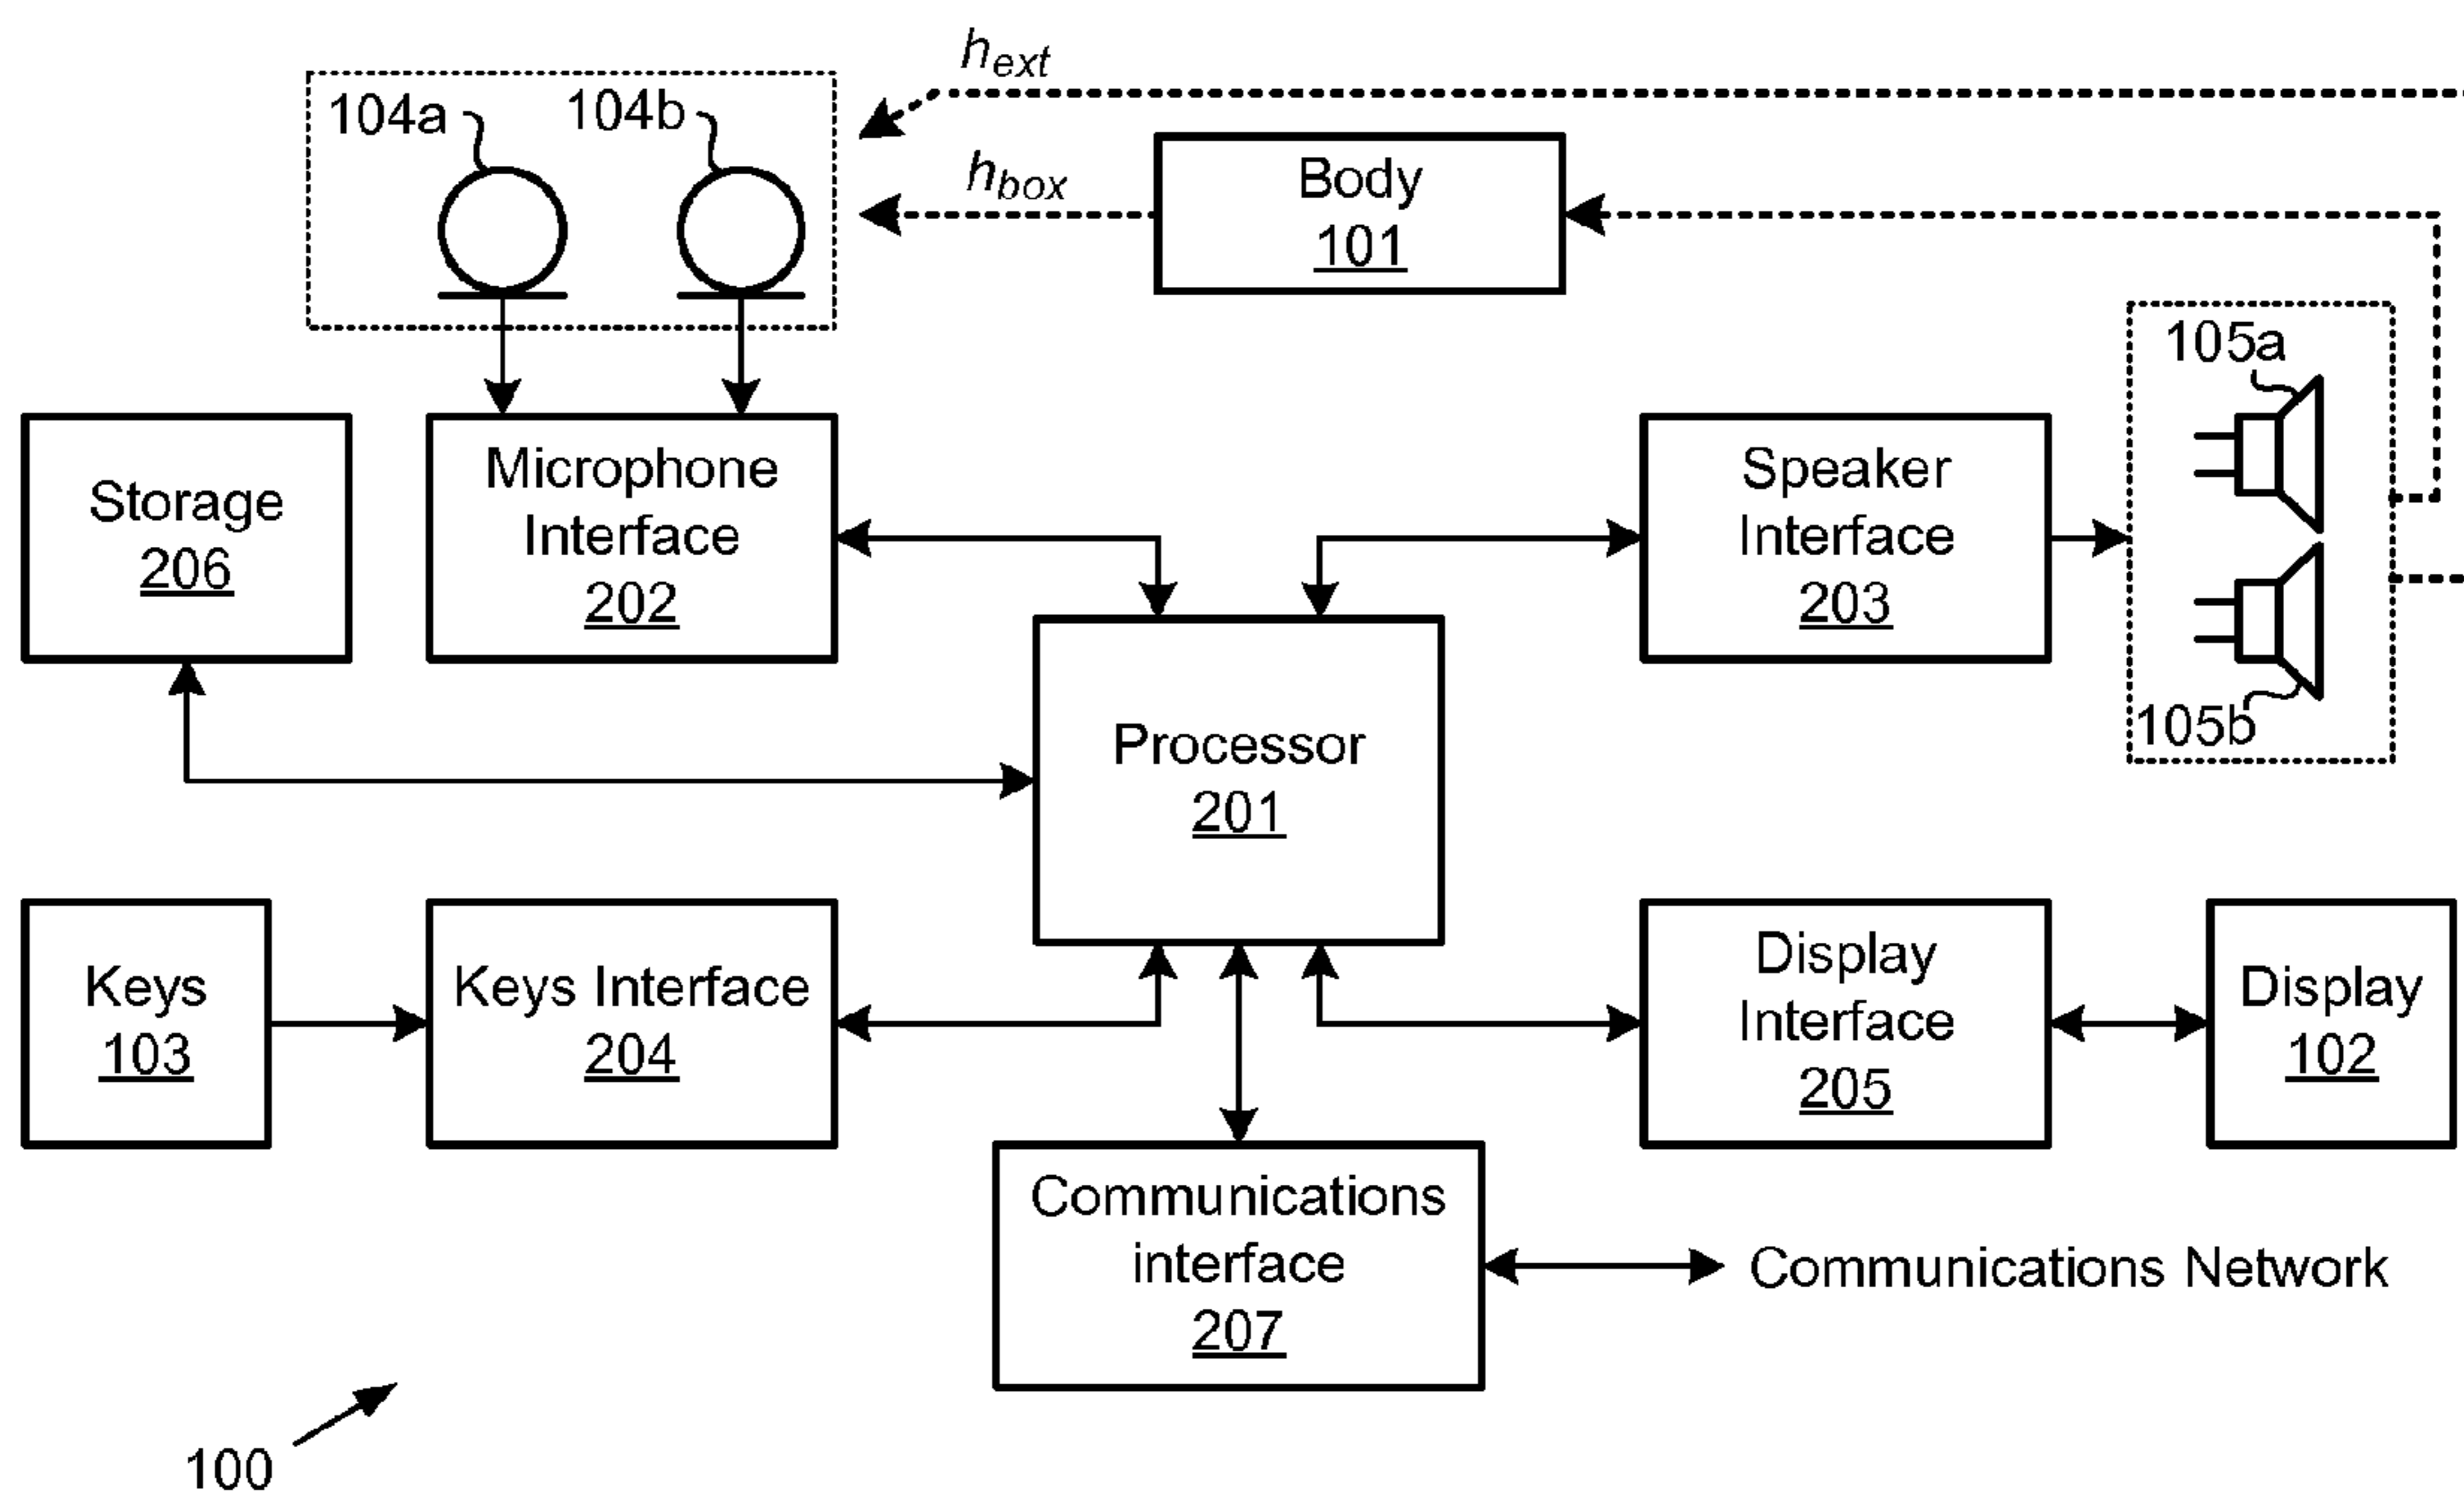 h_ext
104a
104b
h_box
Body
101
105a
Storage
206
Microphone
Interface
202
Speaker
Interface
203
105b
Processor
201
Keys
103
Keys Interface
204
Display
Interface
205
Display
102
Communications
interface
207
Communications Network
100